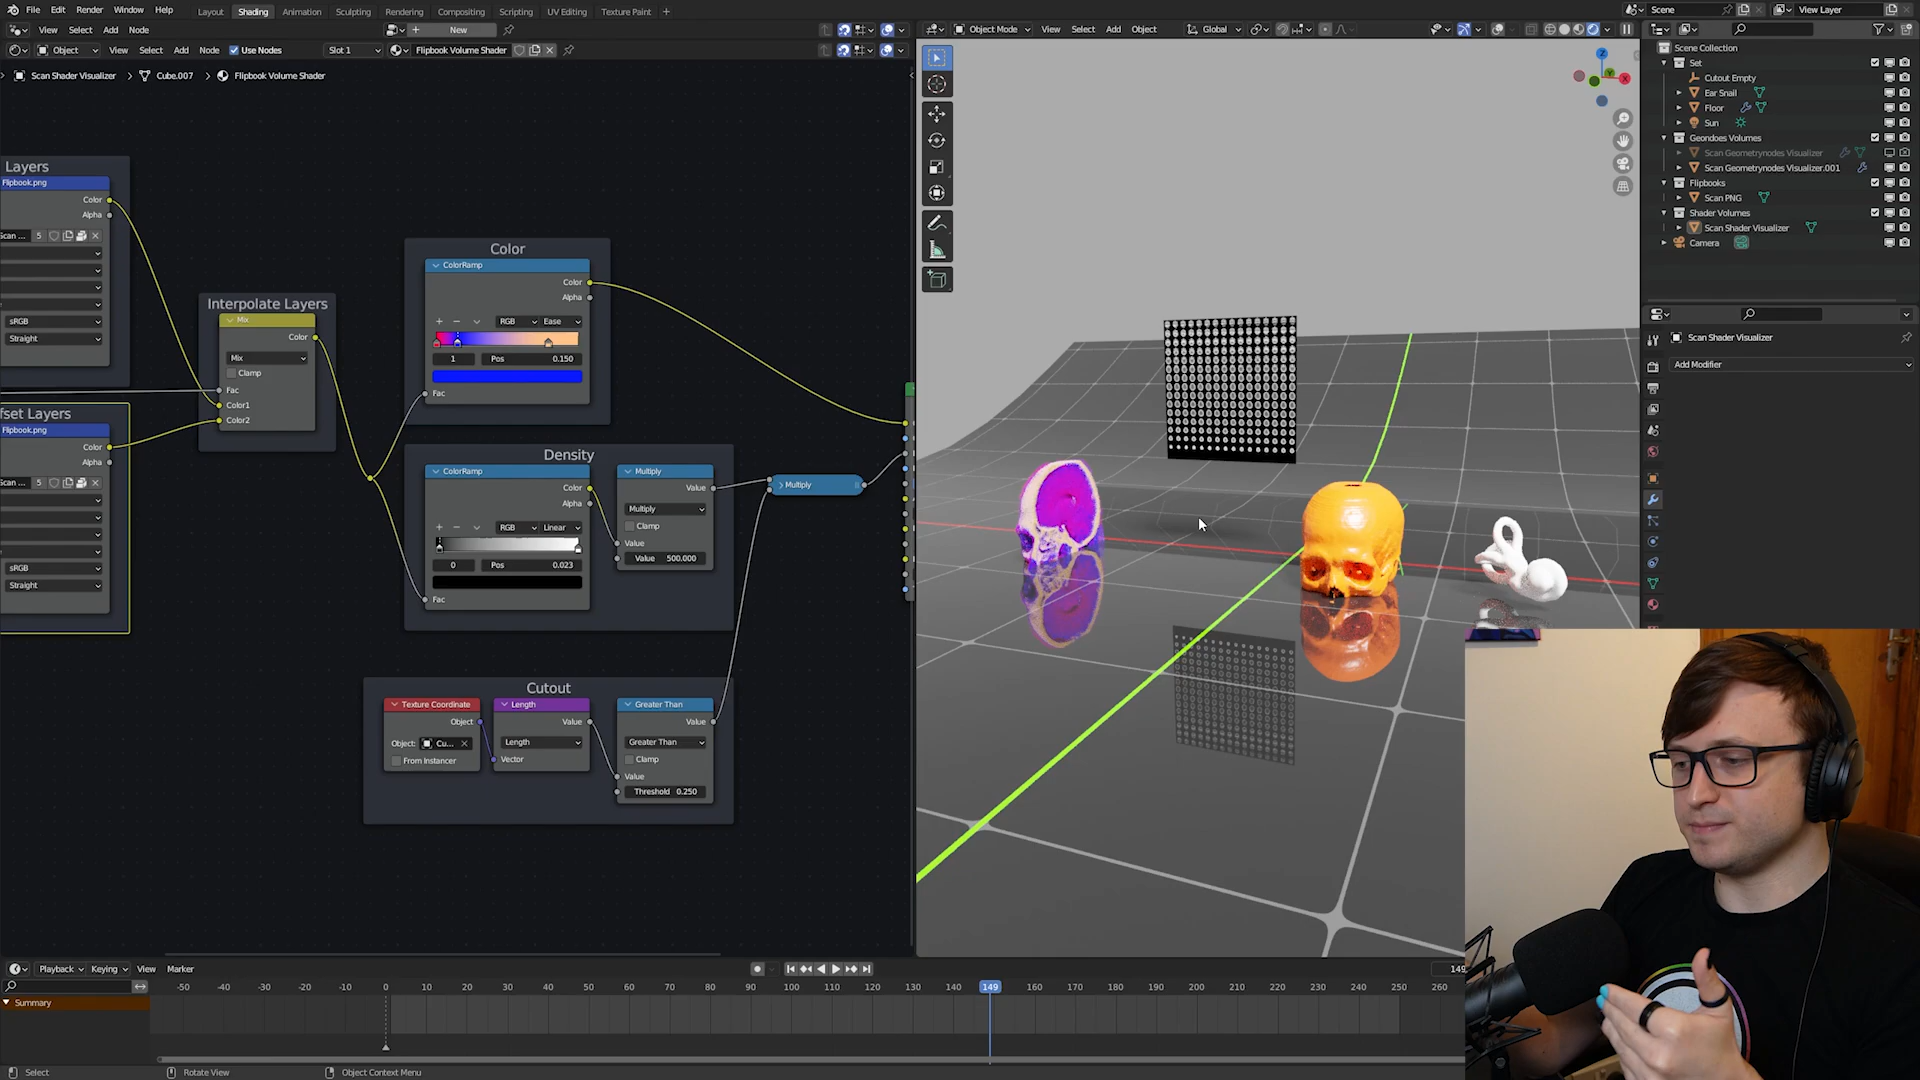 File Edit Render Window Help Layout Shading Animation Sculpting Rendering Compositing Scripting UV Editing Texture Paint + Scene View Layer
View Select Add Node + New Object Mode View Select Add Object Global
Object View Select Add Node Use Nodes Slot 1 Flipbook Volume Shader
Scan Shader Visualizer > Cube.007 > Flipbook Volume Shader
Layers
Flipbook.png
Color
Alpha
5
sRGB
Straight
fset Layers
Flipbook.png
Color
Alpha
5
sRGB
Straight
Interpolate Layers
Mix
Color
Mix
Clamp
Fac
Color1
Color2
Color
ColorRamp
Color
Alpha
RGB Ease
1 Pos 0.150
Fac
Density
ColorRamp
Color
Alpha
RGB Linear
0 Pos 0.023
Fac
Multiply
Value
Multiply
Clamp
Value
Value 500.000
Multiply
Cutout
Texture Coordinate
Object
Object: Cu...
From Instancer
Length
Value
Length
Vector
Greater Than
Value
Greater Than
Clamp
Value
Threshold 0.250
Scene Collection
Set
Cutout Empty
Ear Snail
Floor
Sun
Geondoes Volumes
Scan Geometrynodes Visualizer
Scan Geometrynodes Visualizer.001
Flipbooks
Scan PNG
Shader Volumes
Scan Shader Visualizer
Camera
Scan Shader Visualizer
Add Modifier
Playback Keying View Marker 149
-50 -40 -30 -20 -10 0 10 20 30 40 50 60 70 80 90 100 110 120 130 140 149 160 170 180 190 200 210 220 230 240 250 260
Summary
Select Rotate View Object Context Menu